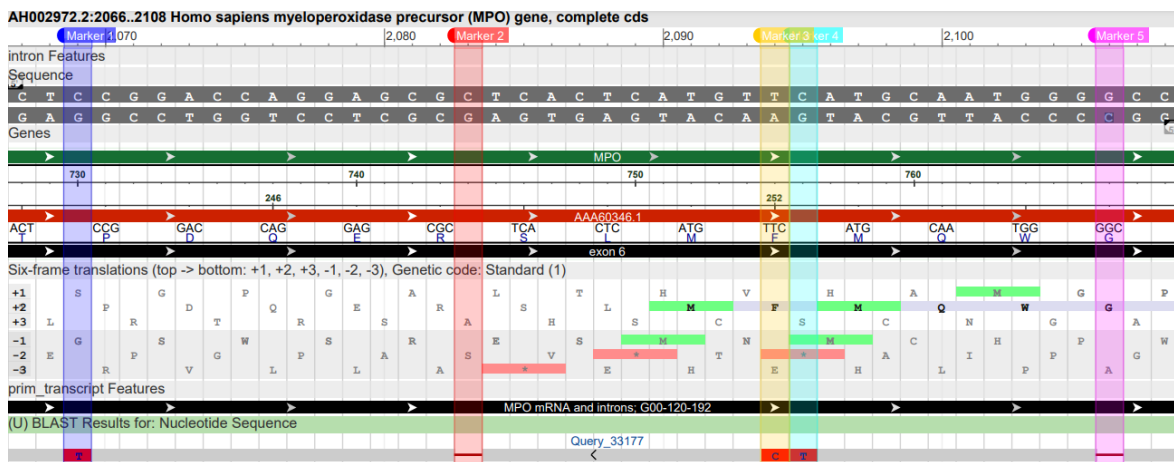 AH002972.2:2066..2108 Homo sapiens myeloperoxidase precursor (MPO) gene, complete cds
Marker 1 2,070 2,080 Marker 2 2,090 Marker 3 ker 4 2,100 Marker 5
intron Features
Sequence
C T C C G G A C C A G G A G C G C T C A C T C A T G T T C A T G C A A T G G G G C C
G A G G C C T G G T C C T C G C G A G T G A G T A C A A G T A C G T T A C C C C G G
Genes
MPO
730 740 750 760
246 252
AAA60346.1
ACT CCG GAC CAG GAG CGC TCA CTC ATG TTC ATG CAA TGG GGC
T P D Q E R S L M F M Q W G
exon 6
Six-frame translations (top -> bottom: +1, +2, +3, -1, -2, -3), Genetic code: Standard (1)
+1 S G P G A L T H V H A M G P
+2 P D Q E R S L M F M Q W G
+3 L R T R S A H S C S C N G A
-1 G S W S R E S M N M C H P W
-2 E P G P A S V * T * A I P G
-3 R V L L A * E H E H L P A
prim_transcript Features
MPO mRNA and introns; G00-120-192
(U) BLAST Results for: Nucleotide Sequence
Query_33177
T C T